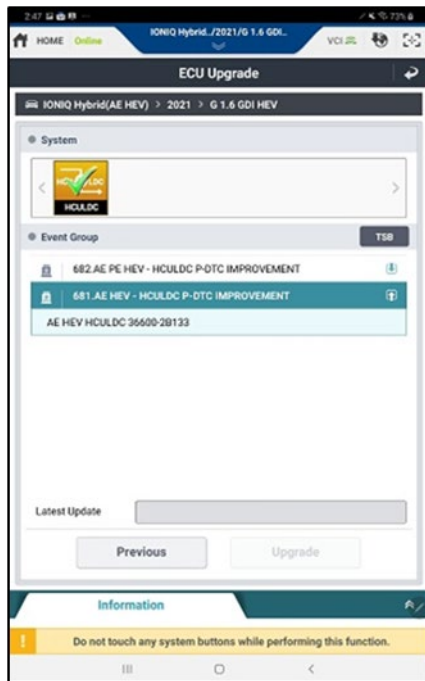 2:47
73%
HOME Online IONIQ Hybrid../2021/G 1.6 GDI.. VCI
ECU Upgrade
IONIQ Hybrid(AE HEV) > 2021 > G 1.6 GDI HEV
System
HCULDC
HCULDC
Event Group TSB
682.AE PE HEV - HCULDC P-DTC IMPROVEMENT
681.AE HEV - HCULDC P-DTC IMPROVEMENT
AE HEV HCULDC 36600-2B133
Latest Update
Previous Upgrade
Information
! Do not touch any system buttons while performing this function.